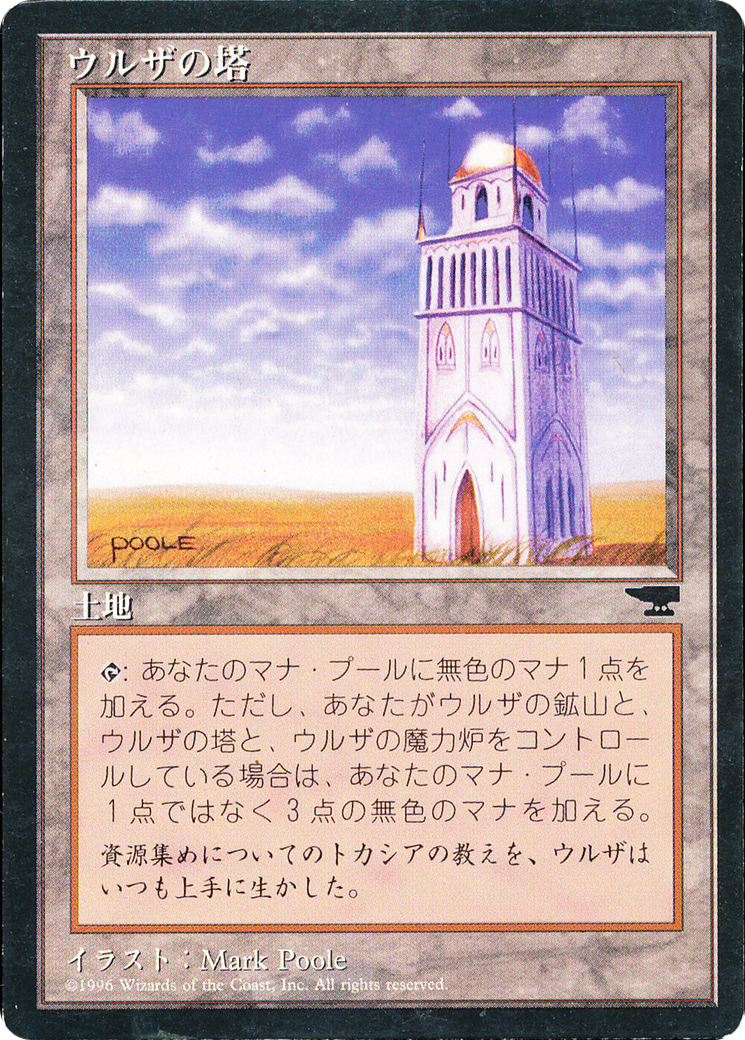 ウルザの塔
POOLE
土地
: あなたのマナ・プールに無色のマナ1点を
加える。ただし、あなたがウルザの鉱山と、
ウルザの塔と、ウルザの魔力炉をコントロー
ルしている場合は、あなたのマナ・プールに
1点ではなく3点の無色のマナを加える。
資源集めについてのトカシアの教えを、ウルザは
いつも上手に生かした。
イラスト：Mark Poole
©1996 Wizards of the Coast, Inc. All rights reserved.